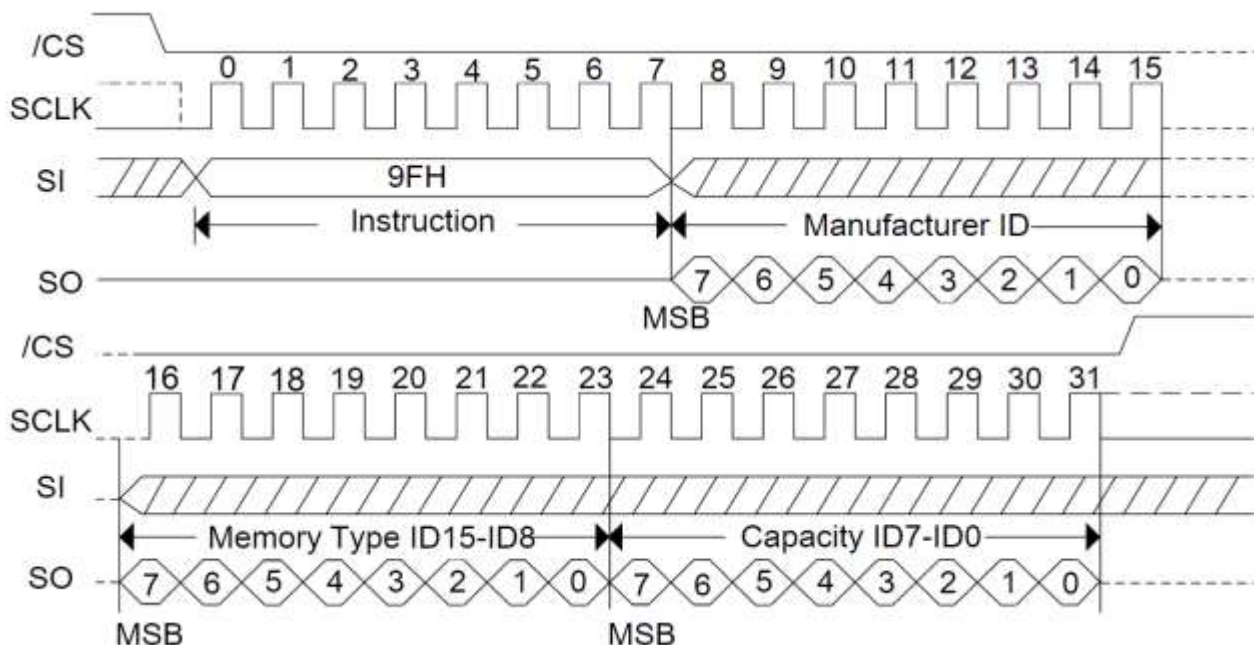 /CS
0 1 2 3 4 5 6 7 8 9 10 11 12 13 14 15
SCLK
SI 9FH
Instruction Manufacturer ID
SO 7 6 5 4 3 2 1 0
MSB
/CS
16 17 18 19 20 21 22 23 24 25 26 27 28 29 30 31
SCLK
SI
Memory Type ID15-ID8 Capacity ID7-ID0
SO 7 6 5 4 3 2 1 0 7 6 5 4 3 2 1 0
MSB MSB